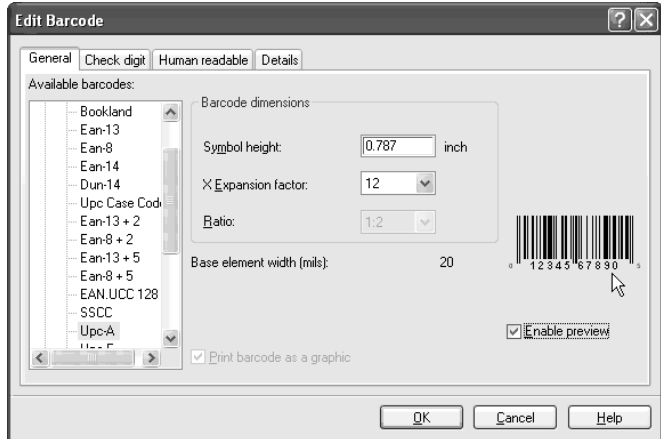 Edit Barcode
General Check digit Human readable Details
Available barcodes:
Bookland
Ean-13
Ean-8
Ean-14
Dun-14
Upc Case Code
Ean-13 + 2
Ean-8 + 2
Ean-13 + 5
Ean-8 + 5
EAN.UCC 128
SSCC
Upc-A
Barcode dimensions
Symbol height: 0.787 inch
X Expansion factor: 12
Ratio: 1:2
Base element width (mils): 20
0 12345 67890 5
Enable preview
Print barcode as a graphic
OK Cancel Help